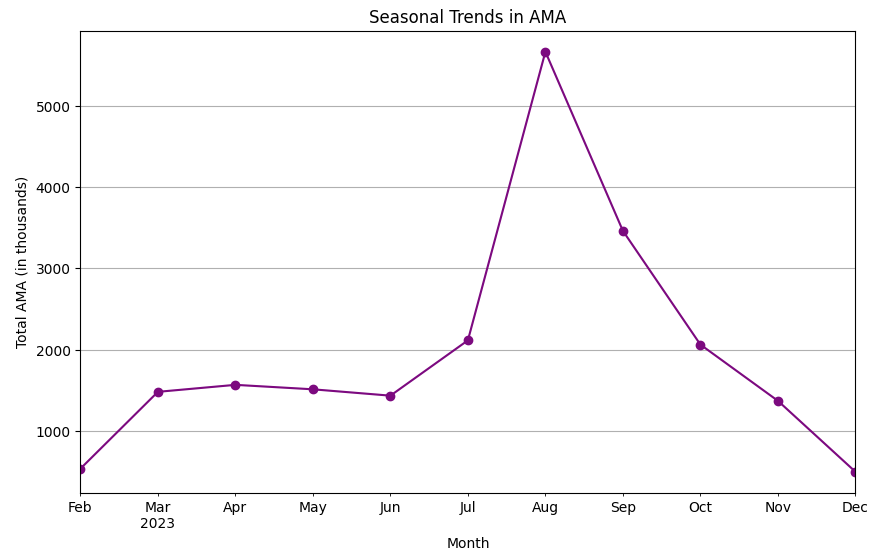 Seasonal Trends in AMA
Total AMA (in thousands)
5000
4000
3000
2000
1000
Feb Mar Apr May Jun Jul Aug Sep Oct Nov Dec
2023
Month